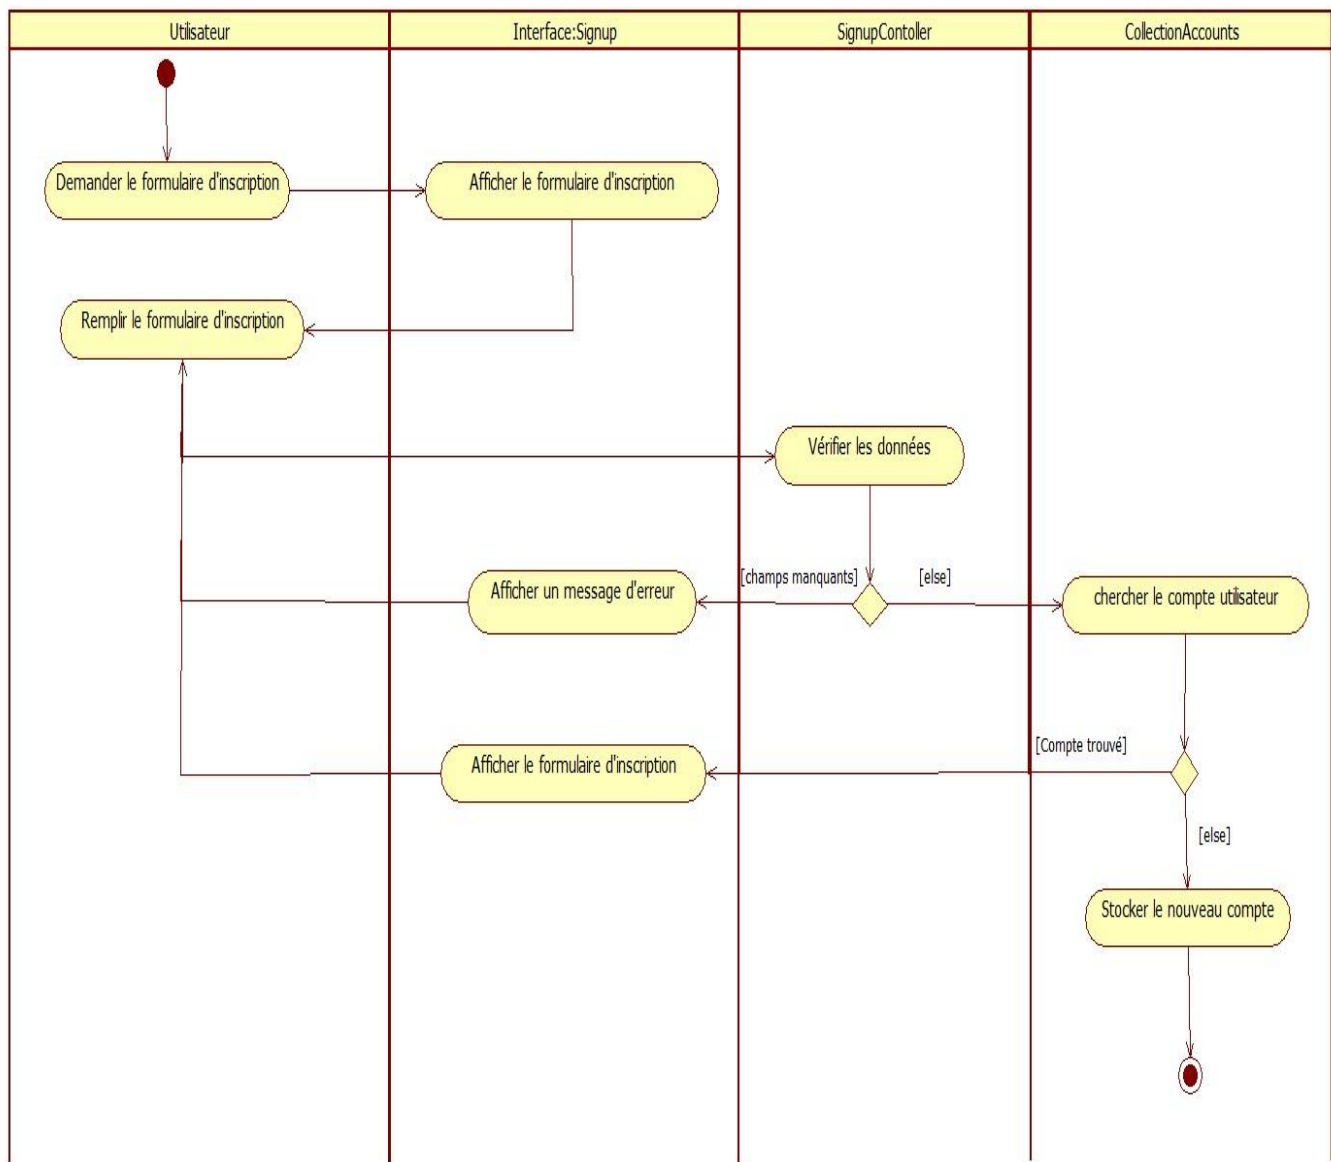 Utilisateur
Interface:Signup
SignupContoller
CollectionAccounts
Demander le formulaire d'inscription
Afficher le formulaire d'inscription
Remplir le formulaire d'inscription
Vérifier les données
[champs manquants]
[else]
Afficher un message d'erreur
chercher le compte utilisateur
[Compte trouvé]
Afficher le formulaire d'inscription
[else]
Stocker le nouveau compte